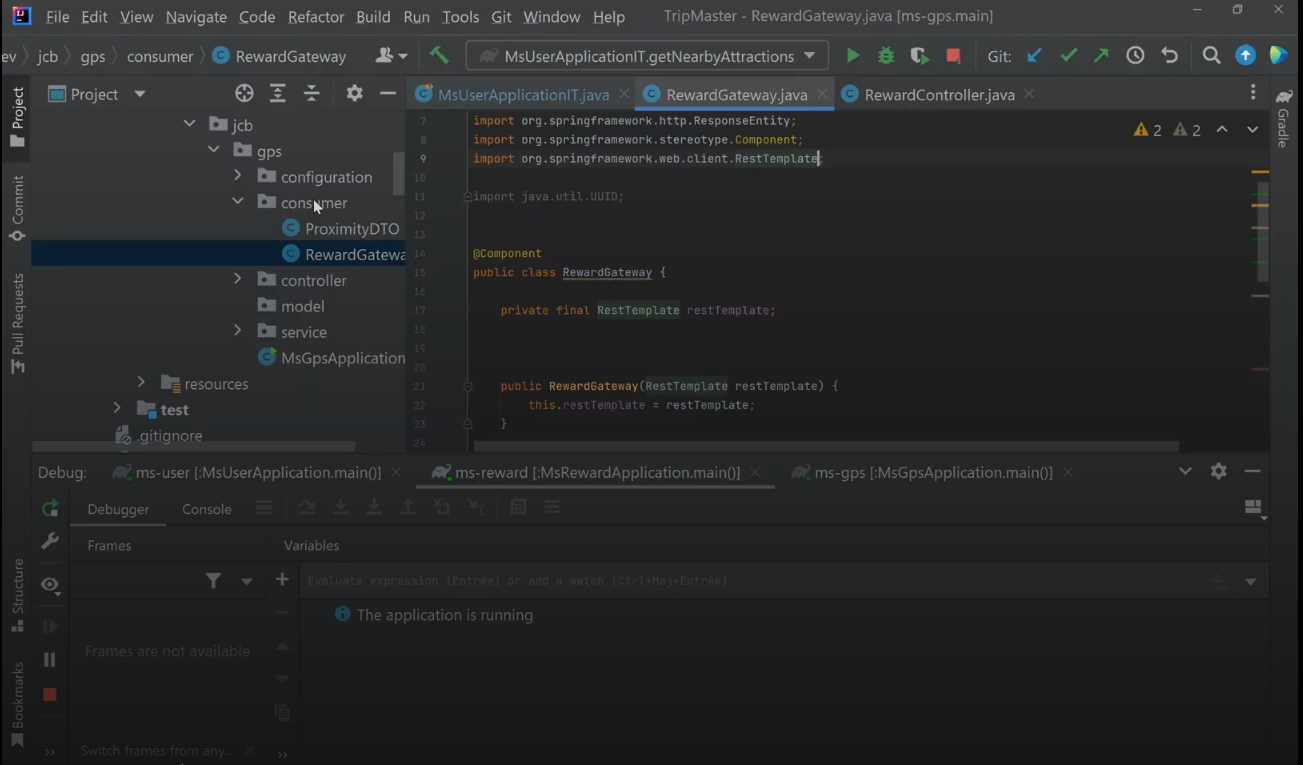 File Edit View Navigate Code Refactor Build Run Tools Git Window Help TripMaster - RewardGateway.java [ms-gps.main]
ev jcb gps consumer RewardGateway MsUserApplicationIT.getNearbyAttractions Git:
Project
Project
MsUserApplicationIT.java RewardGateway.java RewardController.java
Gradle
jcb
gps
configuration
consumer
ProximityDTO
RewardGatewa
controller
model
service
MsGpsApplication
resources
test
.gitignore
Commit
Pull Requests
7 import org.springframework.http.ResponseEntity;
8 import org.springframework.stereotype.Component;
9 import org.springframework.web.client.RestTemplate;
10
11 import java.util.UUID;
12
13
14 @Component
15 public class RewardGateway {
16
17 private final RestTemplate restTemplate;
18
19
20
21 public RewardGateway(RestTemplate restTemplate) {
22 this.restTemplate = restTemplate;
23 }
24
2 2
Debug: ms-user [:MsUserApplication.main()] ms-reward [:MsRewardApplication.main()] ms-gps [:MsGpsApplication.main()]
Debugger Console
Frames Variables
Evaluate expression (Entrée) or add a watch (Ctrl+Maj+Entrée)
The application is running
Frames are not available
Switch frames from any...
Structure
Bookmarks